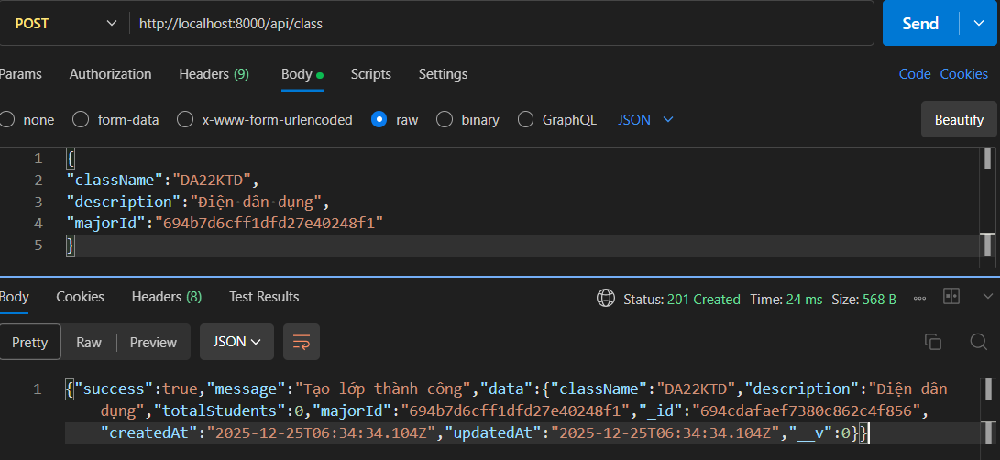 POST http://localhost:8000/api/class Send
Params Authorization Headers (9) Body Scripts Settings Code Cookies
none form-data x-www-form-urlencoded raw binary GraphQL JSON Beautify
1 {
2 "className":"DA22KTD",
3 "description":"Điện dân dụng",
4 "majorId":"694b7d6cff1dfd27e40248f1"
5 }
Body Cookies Headers (8) Test Results Status: 201 Created Time: 24 ms Size: 568 B
Pretty Raw Preview JSON
1 {"success":true,"message":"Tạo lớp thành công","data":{"className":"DA22KTD","description":"Điện dân
dụng","totalStudents":0,"majorId":"694b7d6cff1dfd27e40248f1","_id":"694cdafaef7380c862c4f856",
"createdAt":"2025-12-25T06:34:34.104Z","updatedAt":"2025-12-25T06:34:34.104Z","__v":0}}